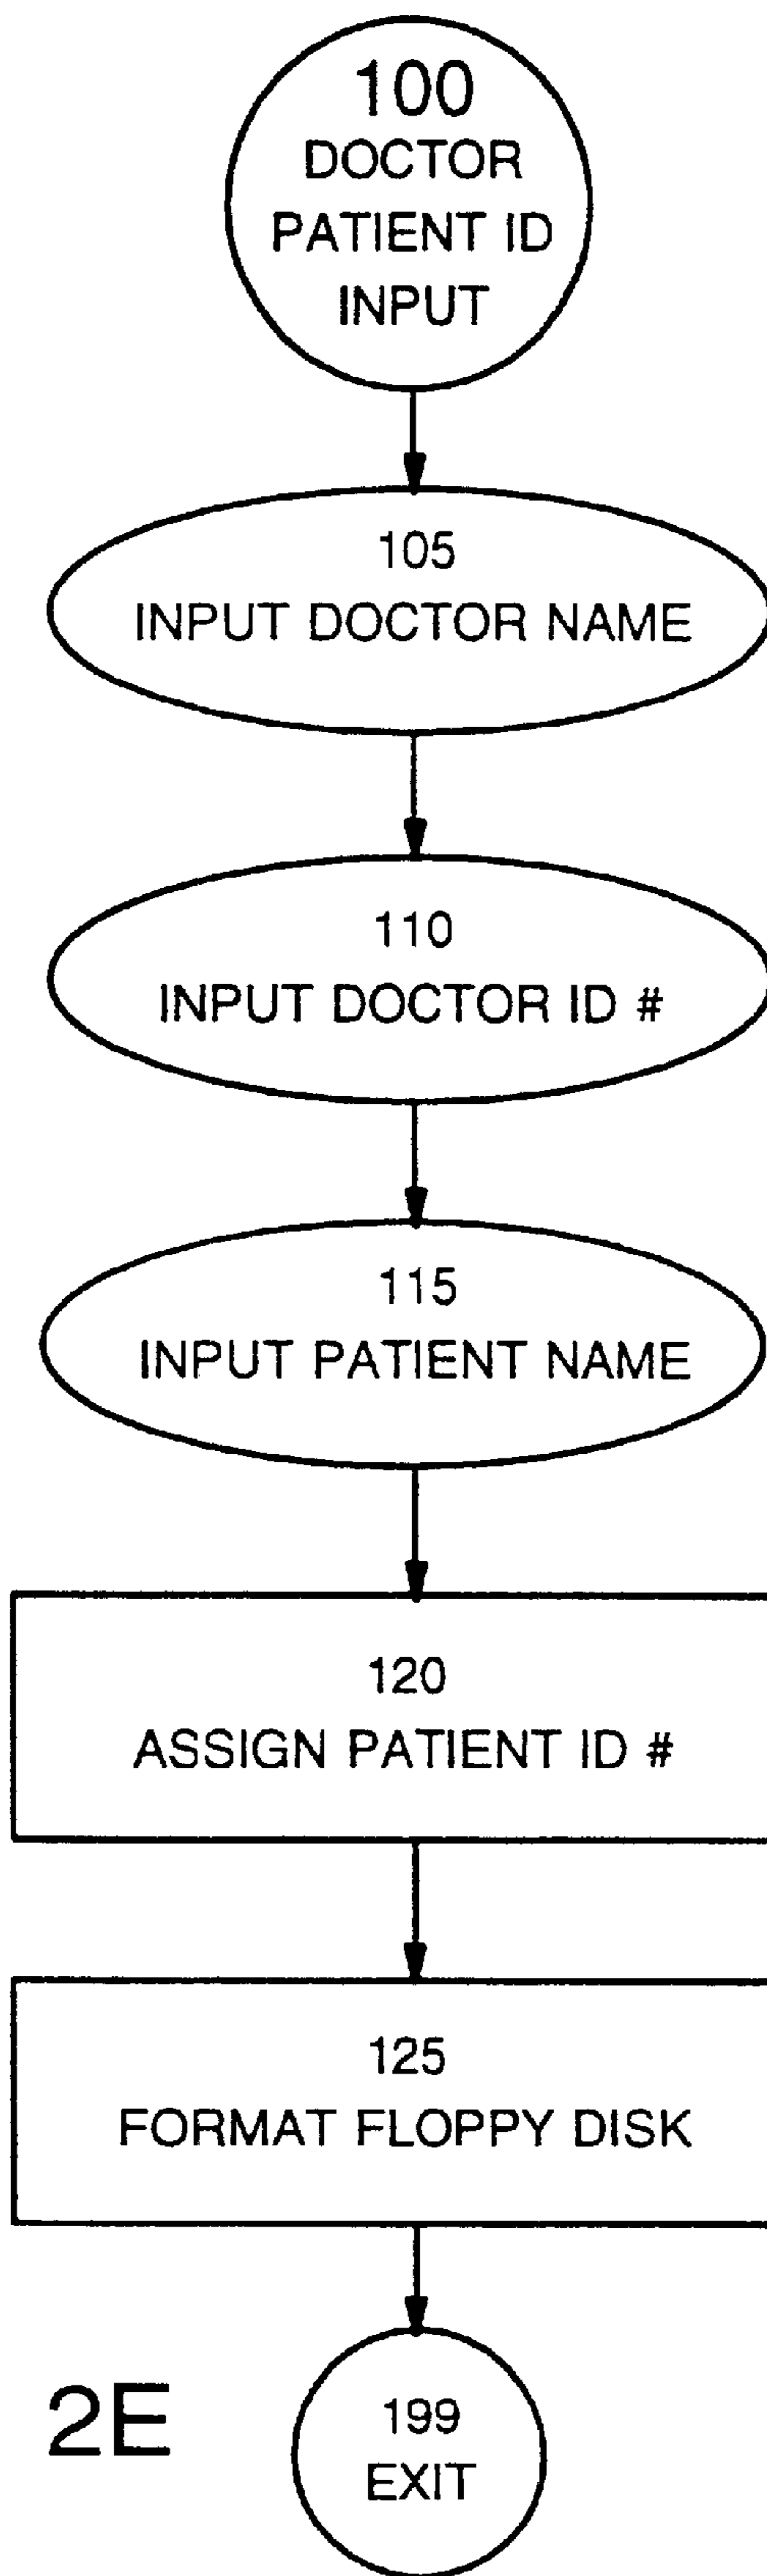 100
DOCTOR
PATIENT ID
INPUT
105
INPUT DOCTOR NAME
110
INPUT DOCTOR ID #
115
INPUT PATIENT NAME
120
ASSIGN PATIENT ID #
125
FORMAT FLOPPY DISK
199
EXIT
2E